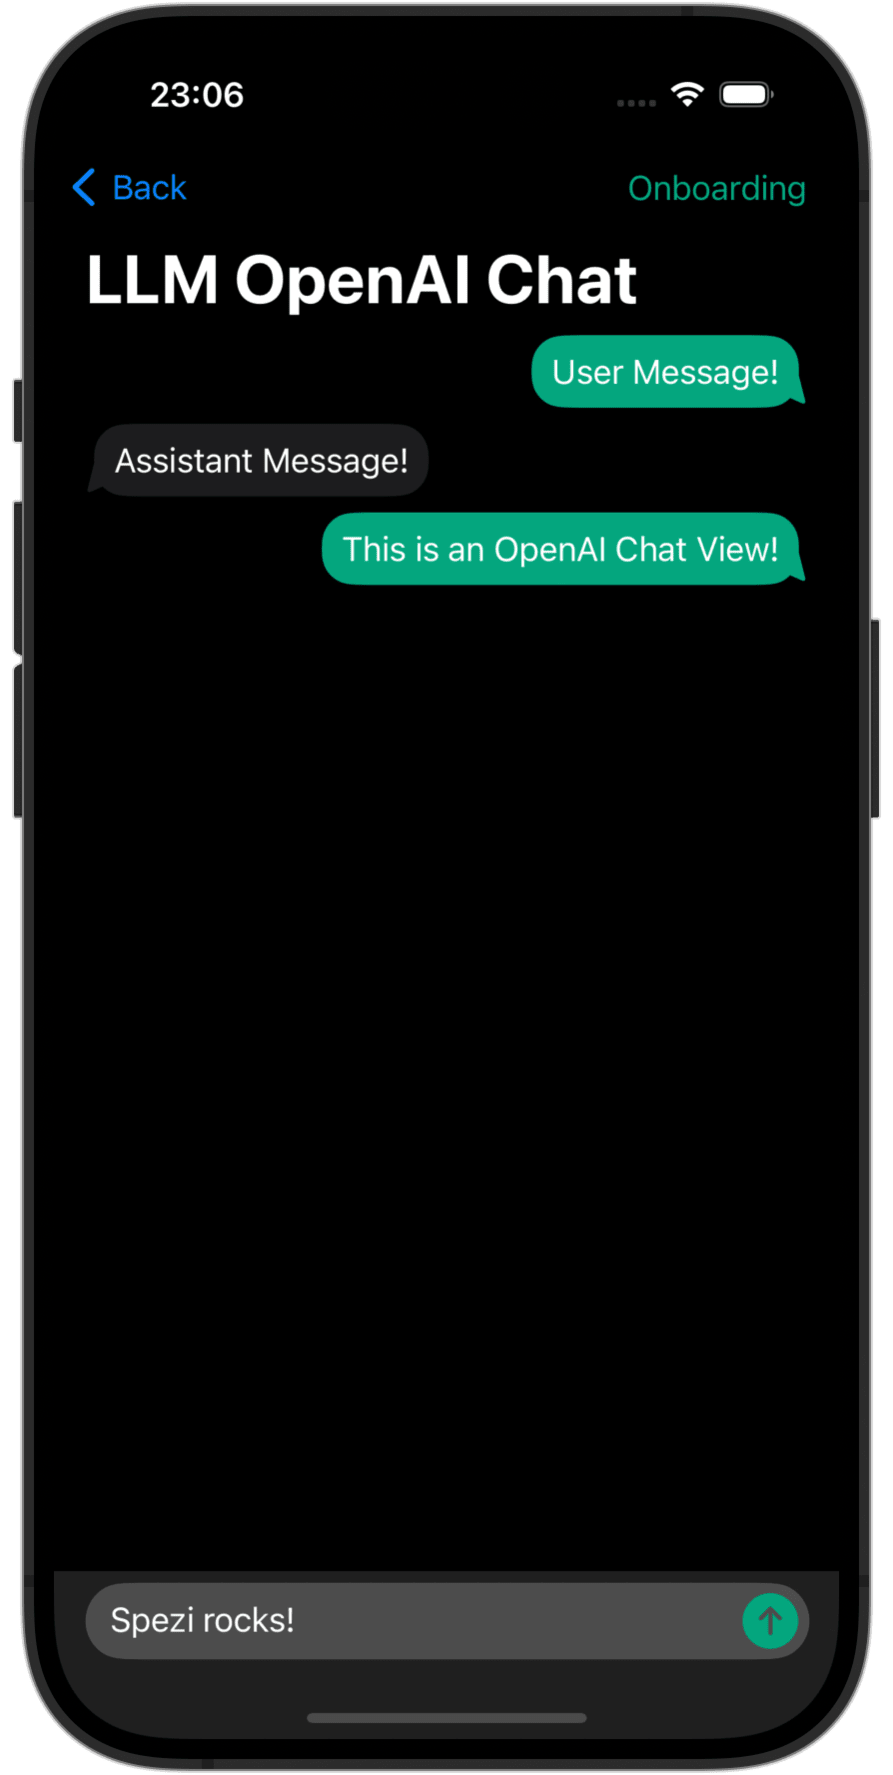 23:06
Back
Onboarding
LLM OpenAI Chat
User Message!
Assistant Message!
This is an OpenAI Chat View!
Spezi rocks!